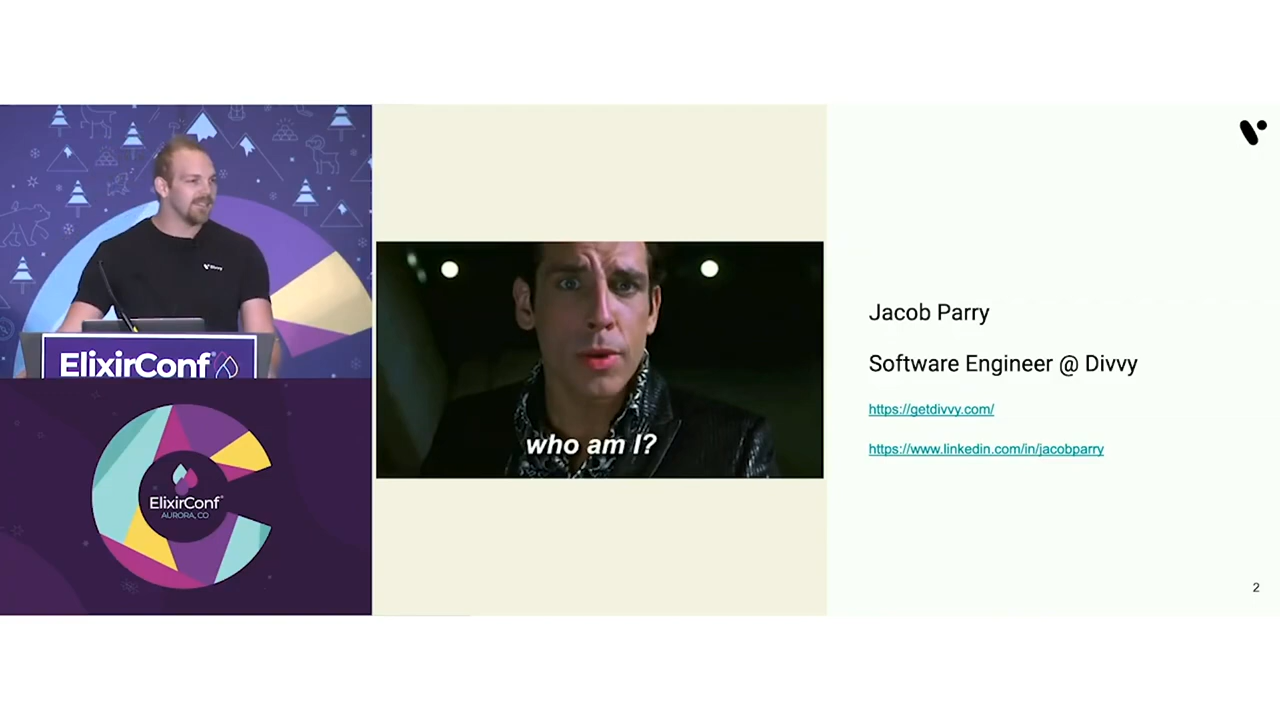 Divvy
ElixirConf
ElixirConf
AURORA, CO
who am I?
Jacob Parry
Software Engineer @ Divvy
https://getdivvy.com/
https://www.linkedin.com/in/jacobparry
2